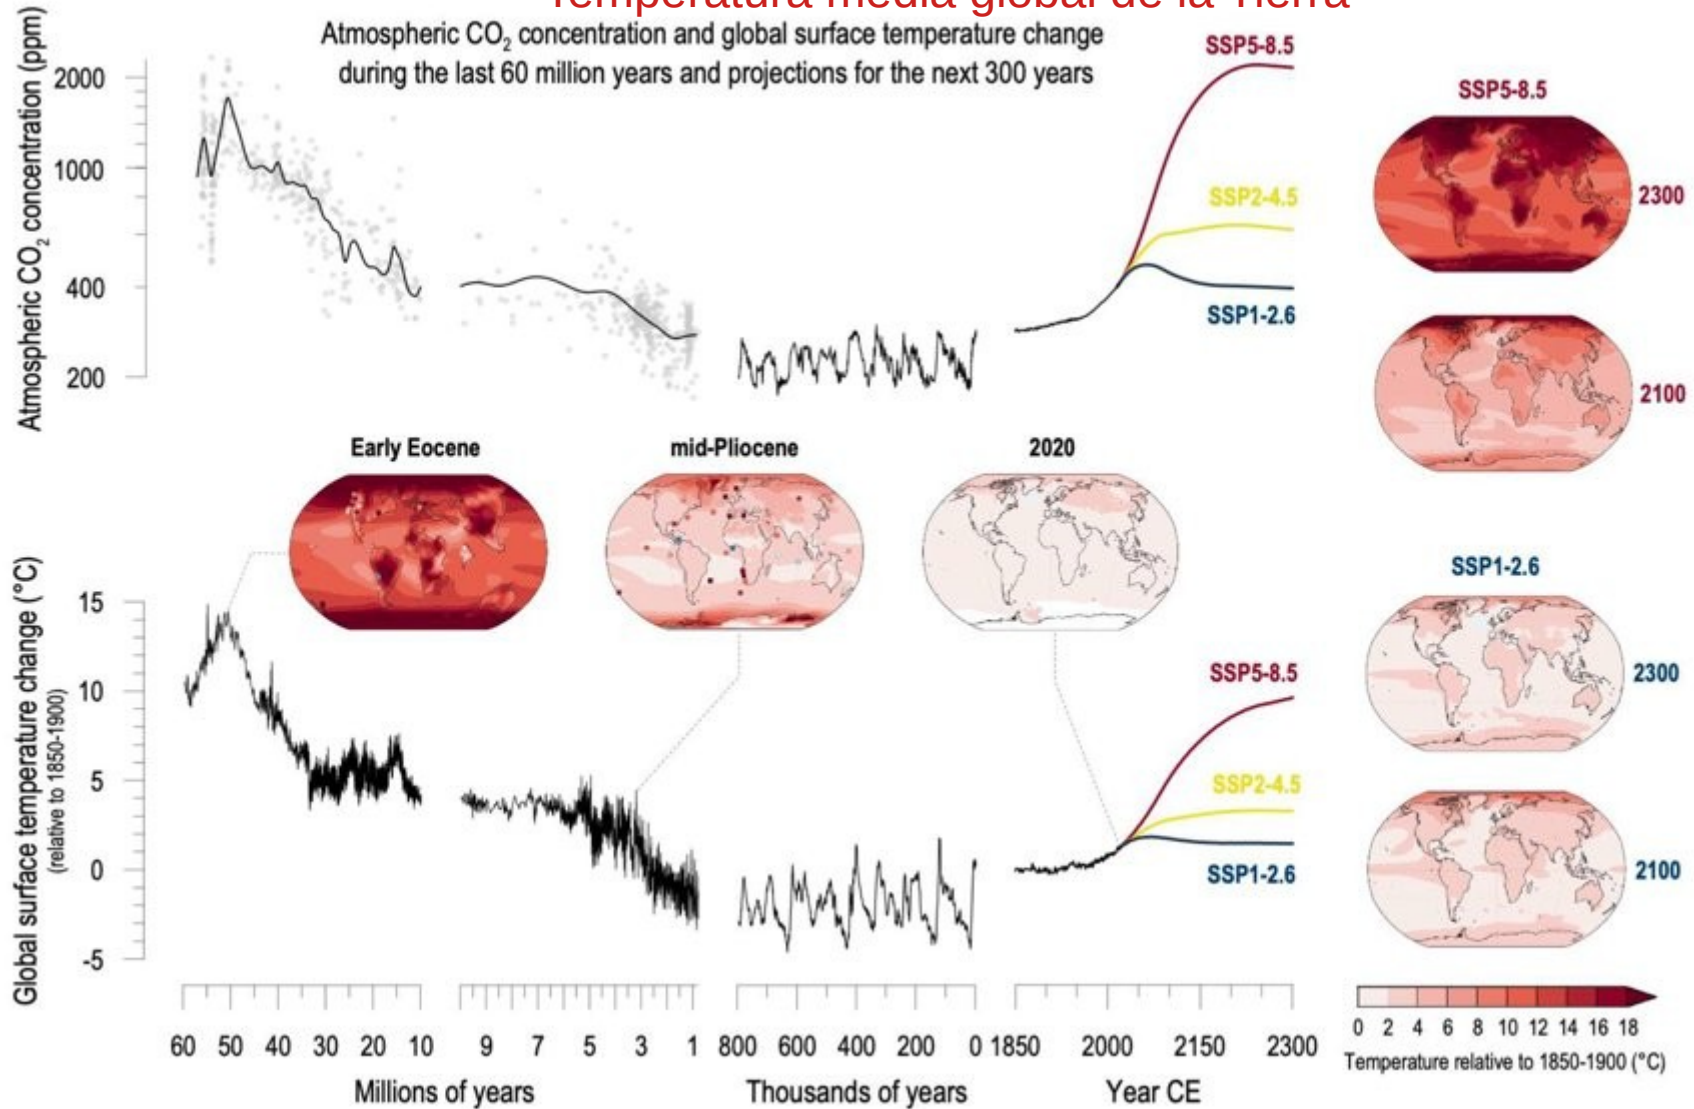 Temperatura media global de la Tierra
Atmospheric CO₂ concentration and global surface temperature change
during the last 60 million years and projections for the next 300 years
Atmospheric CO₂ concentration (ppm)
2000
1000
400
200
SSP5-8.5
SSP2-4.5
SSP1-2.6
SSP5-8.5
2300
2100
Early Eocene
mid-Pliocene
2020
Global surface temperature change (°C)
(relative to 1850-1900)
15
10
5
0
-5
SSP5-8.5
SSP2-4.5
SSP1-2.6
SSP1-2.6
2300
2100
60 50 40 30 20 10
9 7 5 3 1
800 600 400 200 0
1850 2000 2150 2300
Millions of years
Thousands of years
Year CE
0 2 4 6 8 10 12 14 16 18
Temperature relative to 1850-1900 (°C)